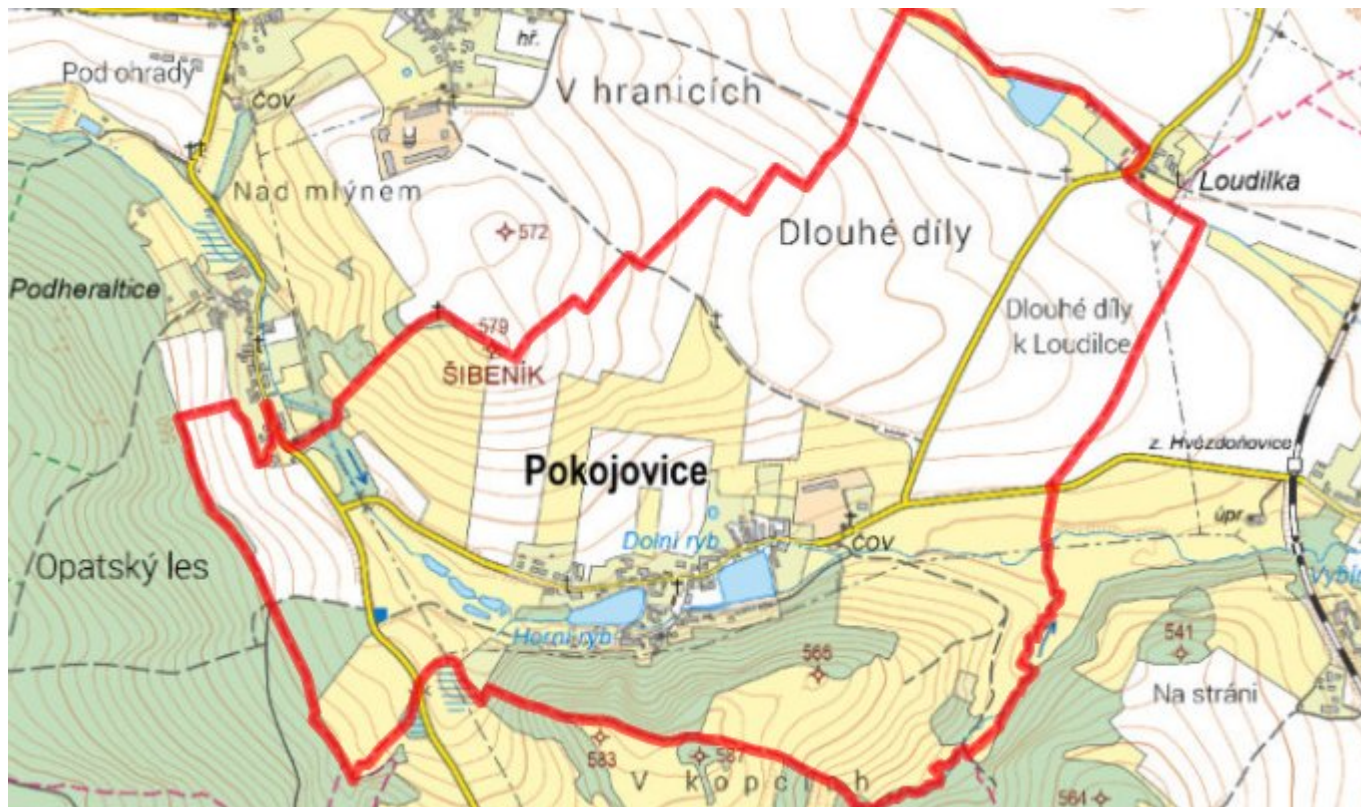 hř.
Pod ohrady
V hranicích
ČOV
Loudilka
Nad mlýnem
572
Dlouhé díly
Podheraltice
Dlouhé díly
k Loudilce
579
ŠIBENÍK
z. Hvězdoňovice
Pokojovice
úpr.
Dolní ryb
ČOV
Opatský les
Horní ryb
541
565
Na stráni
583
587
V kopcích
564